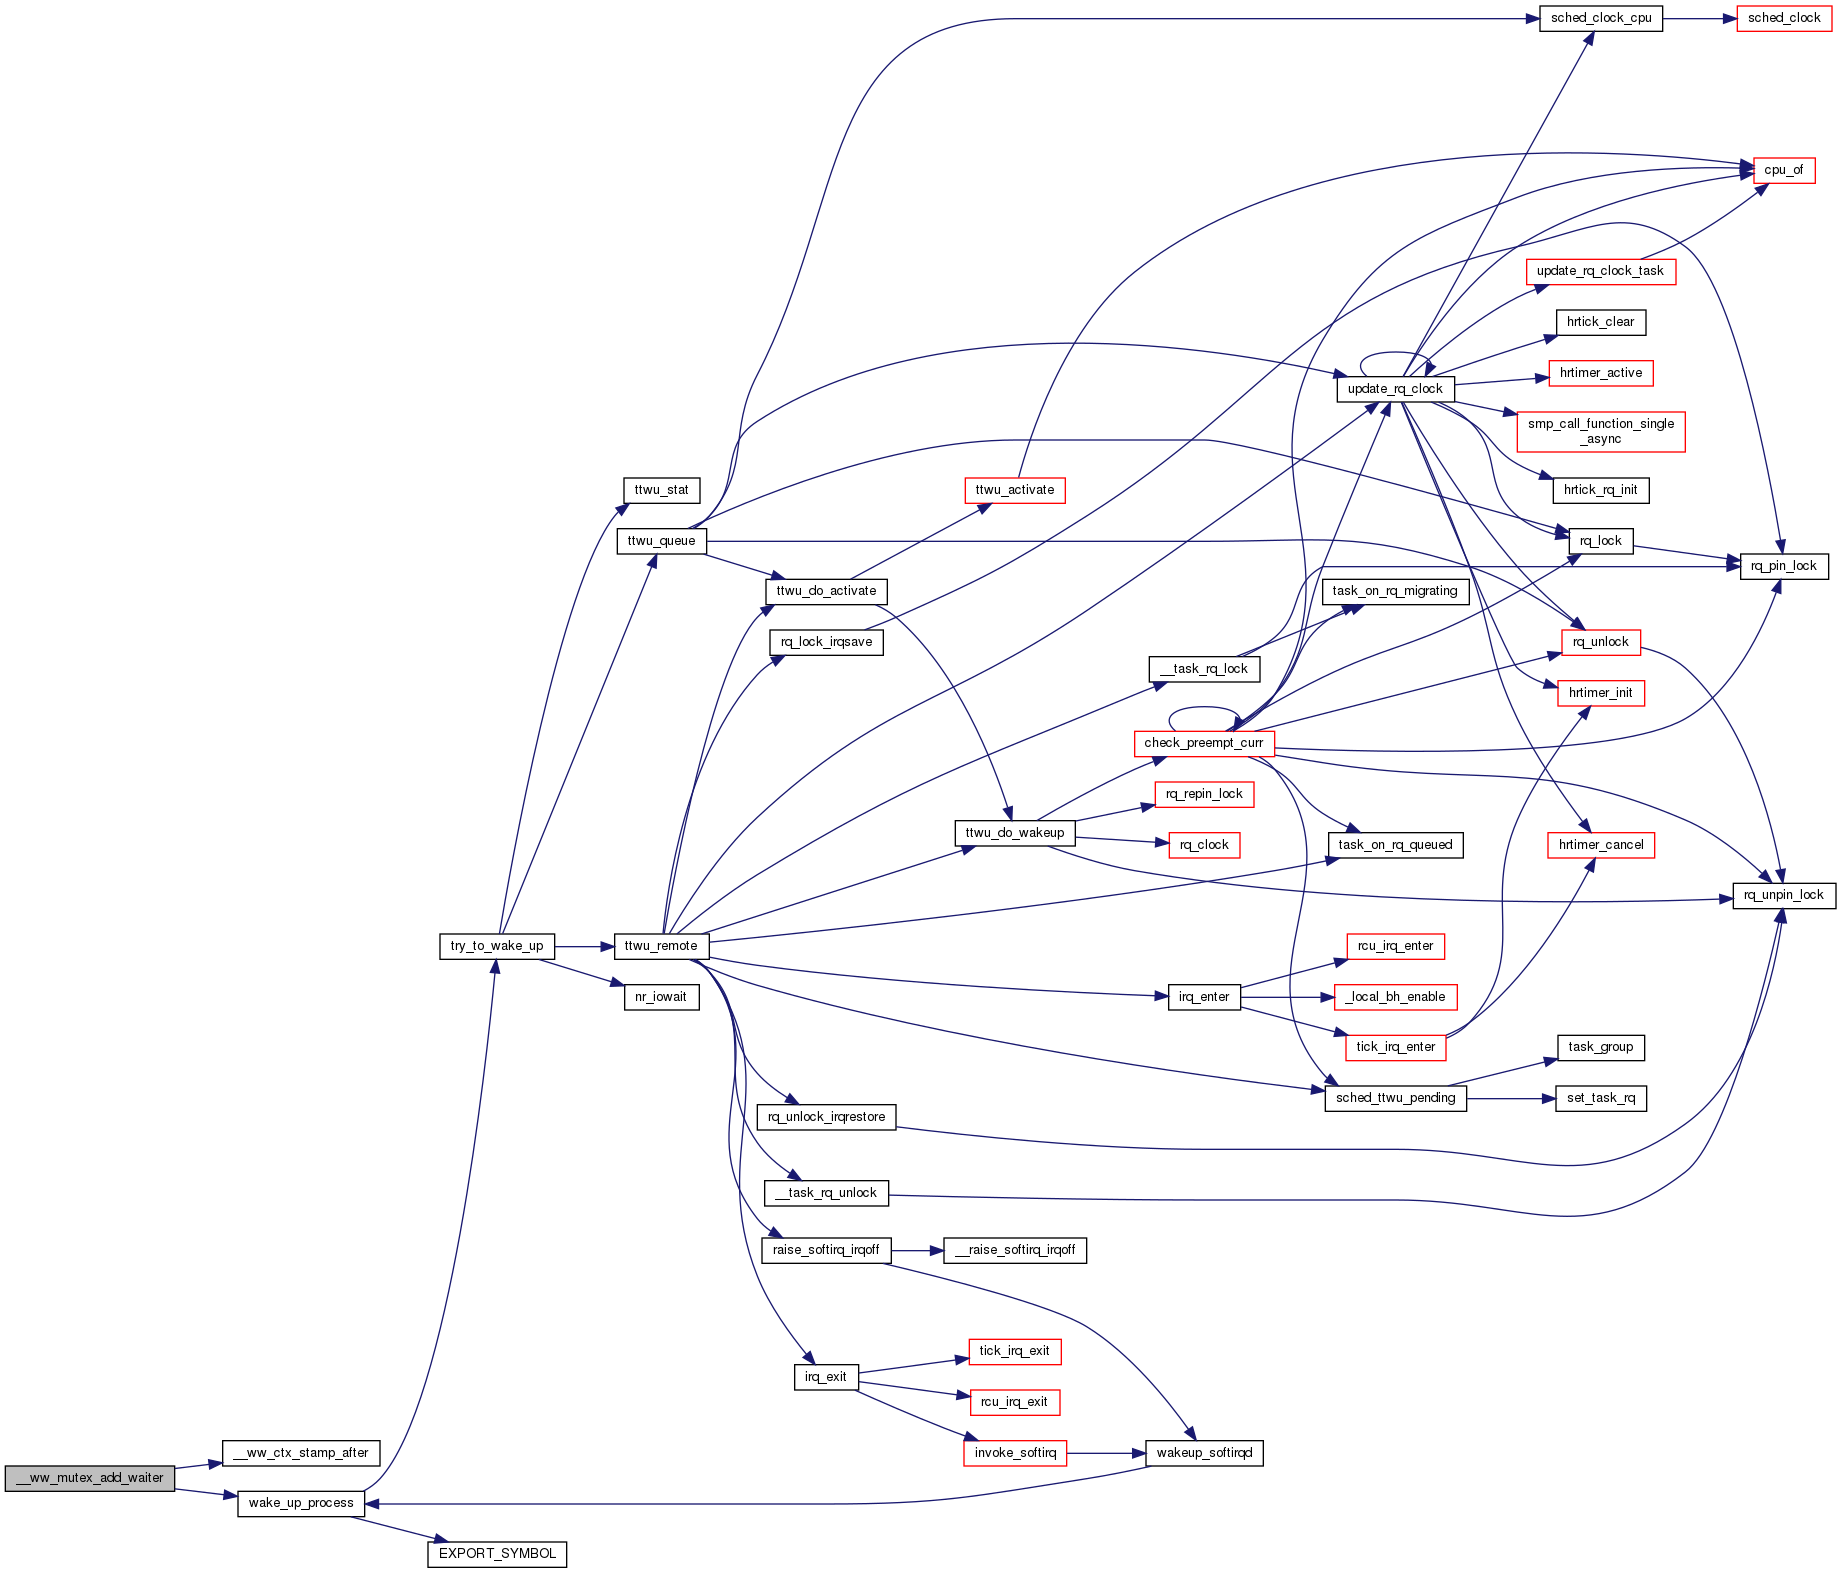 sched_clock_cpu
sched_clock
cpu_of
update_rq_clock_task
hrtick_clear
hrtimer_active
update_rq_clock
smp_call_function_single
_async
ttwu_stat
ttwu_activate
hrtick_rq_init
ttwu_queue
rq_lock
rq_pin_lock
ttwu_do_activate
task_on_rq_migrating
rq_lock_irqsave
rq_unlock
__task_rq_lock
hrtimer_init
check_preempt_curr
rq_repin_lock
ttwu_do_wakeup
rq_clock
task_on_rq_queued
hrtimer_cancel
rq_unpin_lock
try_to_wake_up
ttwu_remote
rcu_irq_enter
nr_iowait
irq_enter
_local_bh_enable
tick_irq_enter
task_group
sched_ttwu_pending
set_task_rq
rq_unlock_irqrestore
__task_rq_unlock
raise_softirq_irqoff
__raise_softirq_irqoff
tick_irq_exit
irq_exit
rcu_irq_exit
__ww_ctx_stamp_after
invoke_softirq
wakeup_softirqd
__ww_mutex_add_waiter
wake_up_process
EXPORT_SYMBOL